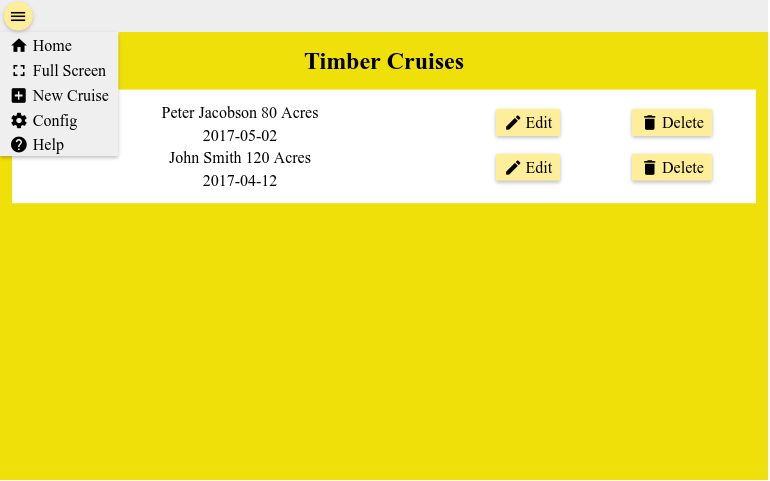 Home
Full Screen
New Cruise
Config
Help
Timber Cruises
Peter Jacobson 80 Acres
2017-05-02
Edit
Delete
John Smith 120 Acres
2017-04-12
Edit
Delete